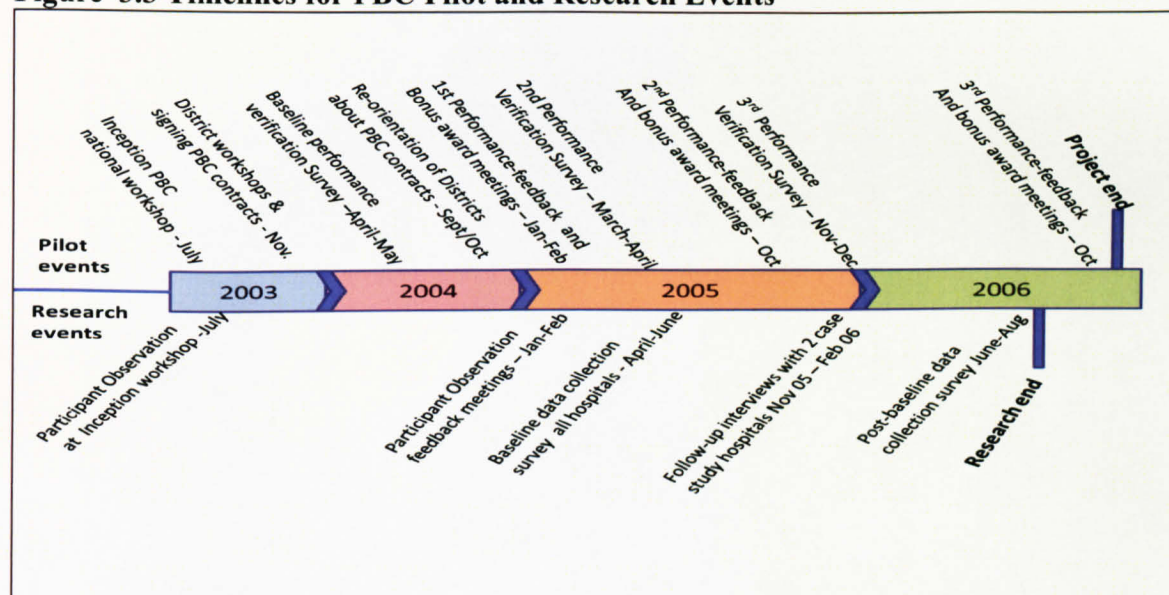 Figure 3.3 Timelines for PBC Pilot and Research Events
Inception PBC
national workshop - July
District workshops &
signing PBC contracts - Nov.
Baseline performance
verification Survey –April-May
Re-orientation of Districts
about PBC contracts - Sept/Oct
1st Performance-feedback and
Bonus award meetings – Jan-Feb
2nd Performance
Verification Survey – March-April
2nd Performance-feedback
And bonus award meetings – Oct
3rd Performance
Verification Survey – Nov-Dec
3rd Performance-feedback
And bonus award meetings – Oct
Project end
Pilot
events
2003
2004
2005
2006
Research
events
Participant Observation
at Inception workshop -July
Participant Observation
feedback meetings – Jan-Feb
Baseline data collection
survey all hospitals - April-June
Follow-up interviews with 2 case
study hospitals Nov 05 – Feb 06
Post-baseline data
collection survey June-Aug
Research end